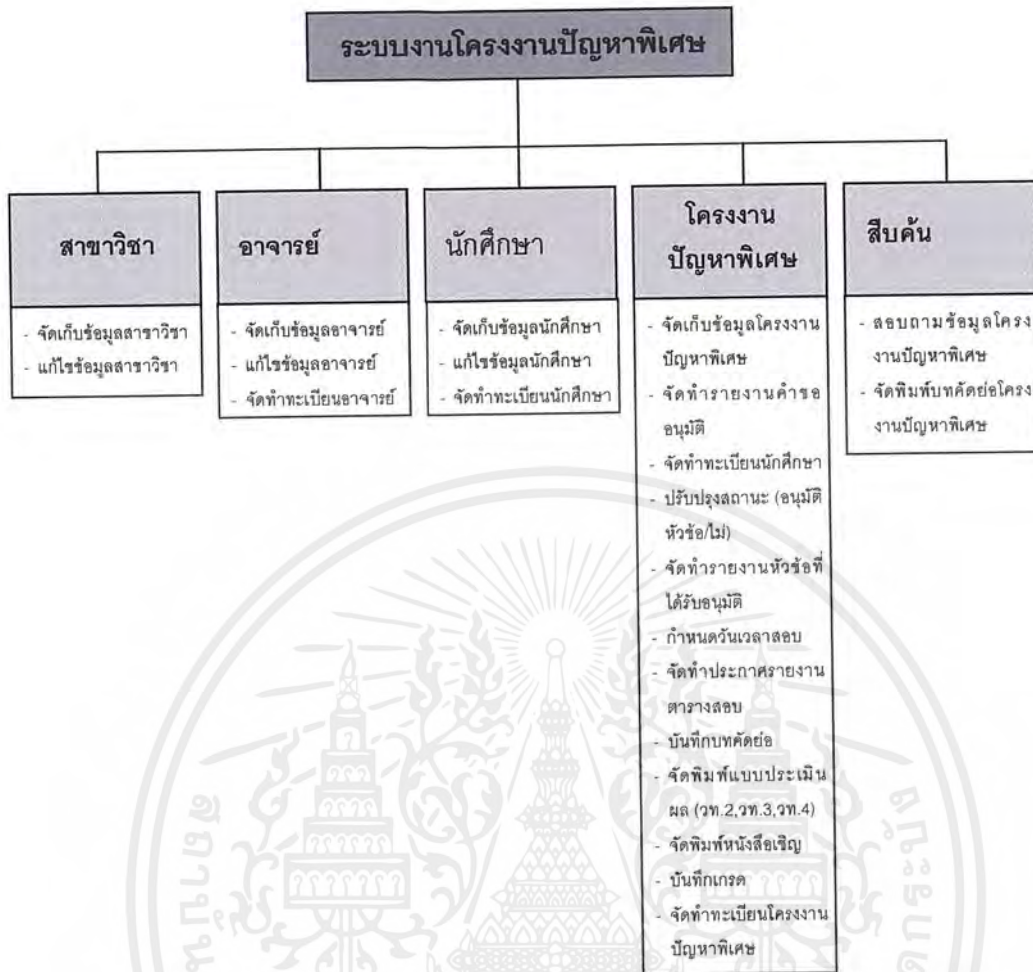 ระบบงานโครงงานปัญหาพิเศษ
สาขาวิชา
- จัดเก็บข้อมูลสาขาวิชา
- แก้ไขข้อมูลสาขาวิชา
อาจารย์
- จัดเก็บข้อมูลอาจารย์
- แก้ไขข้อมูลอาจารย์
- จัดทำทะเบียนอาจารย์
นักศึกษา
- จัดเก็บข้อมูลนักศึกษา
- แก้ไขข้อมูลนักศึกษา
- จัดทำทะเบียนนักศึกษา
โครงงาน
ปัญหาพิเศษ
- จัดเก็บข้อมูลโครงงาน
ปัญหาพิเศษ
- จัดทำรายงานคำขอ
อนุมัติ
- จัดทำทะเบียนนักศึกษา
- ปรับปรุงสถานะ (อนุมัติ
หัวข้อ/ไม่)
- จัดทำรายงานหัวข้อที่
ได้รับอนุมัติ
- กำหนดวันเวลาสอบ
- จัดทำประกาศรายงาน
ตารางสอบ
- บันทึกบทคัดย่อ
- จัดพิมพ์แบบประเมิน
ผล (วท.2,วท.3,วท.4)
- จัดพิมพ์หนังสือเชิญ
- บันทึกเกรด
- จัดทำทะเบียนโครงงาน
ปัญหาพิเศษ
สืบค้น
- สอบถามข้อมูลโครง
งานปัญหาพิเศษ
- จัดพิมพ์บทคัดย่อโครง
งานปัญหาพิเศษ